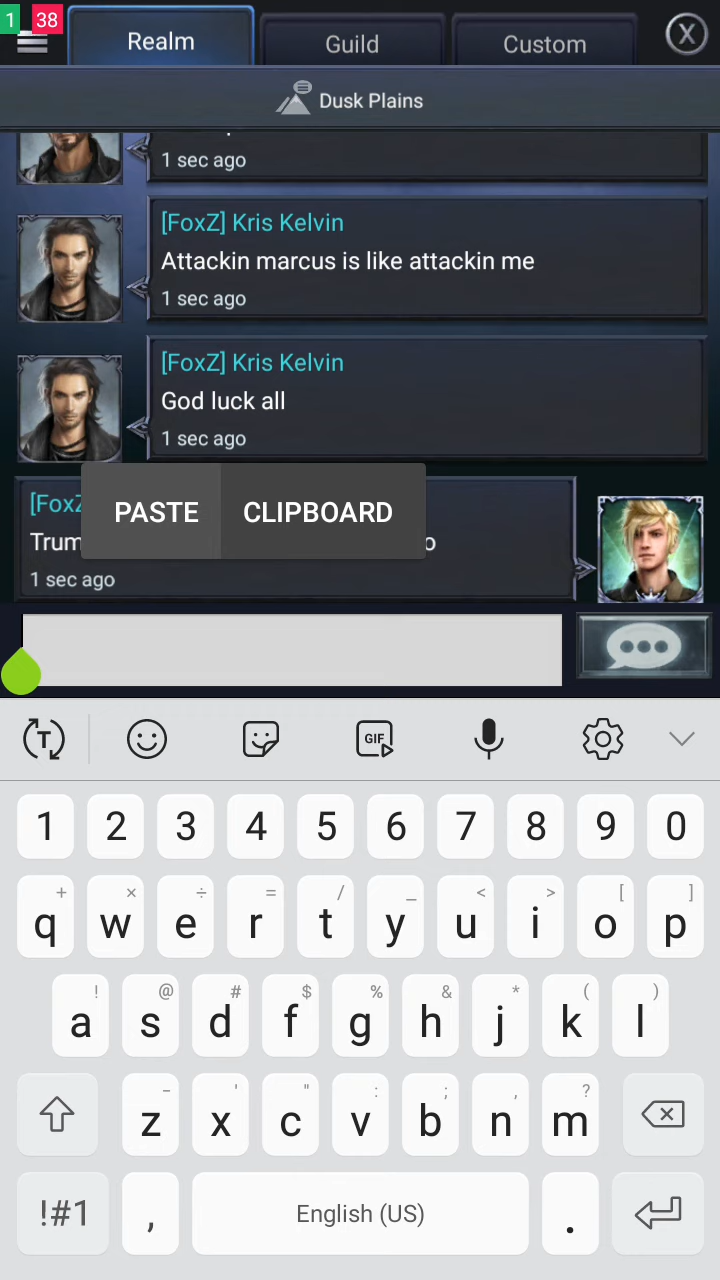 1 38
Realm
Guild
Custom
X
Dusk Plains
1 sec ago
[FoxZ] Kris Kelvin
Attackin marcus is like attackin me
1 sec ago
[FoxZ] Kris Kelvin
God luck all
1 sec ago
PASTE
CLIPBOARD
1 sec ago
T
GIF
1 2 3 4 5 6 7 8 9 0
+ × ÷ = / _ < > [ ]
q w e r t y u i o p
! @ # $ % & * ( )
a s d f g h j k l
- ' " : ; , ?
z x c v b n m
!#1 , English (US) .